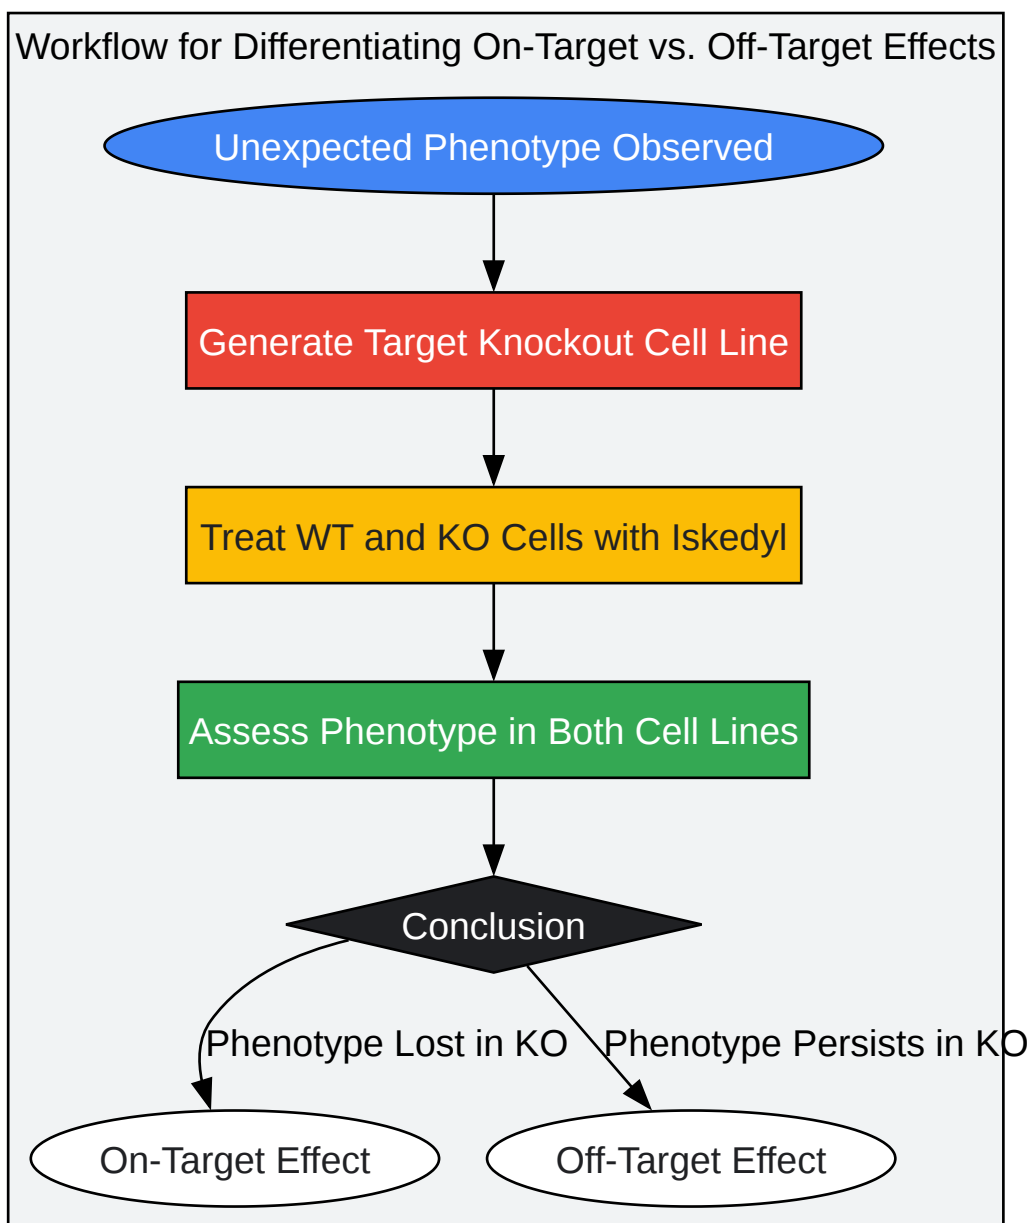 Workflow for Differentiating On-Target vs. Off-Target Effects
Unexpected Phenotype Observed
Generate Target Knockout Cell Line
Treat WT and KO Cells with Iskedyl
Assess Phenotype in Both Cell Lines
Conclusion
Phenotype Lost in KO
Phenotype Persists in KO
On-Target Effect
Off-Target Effect